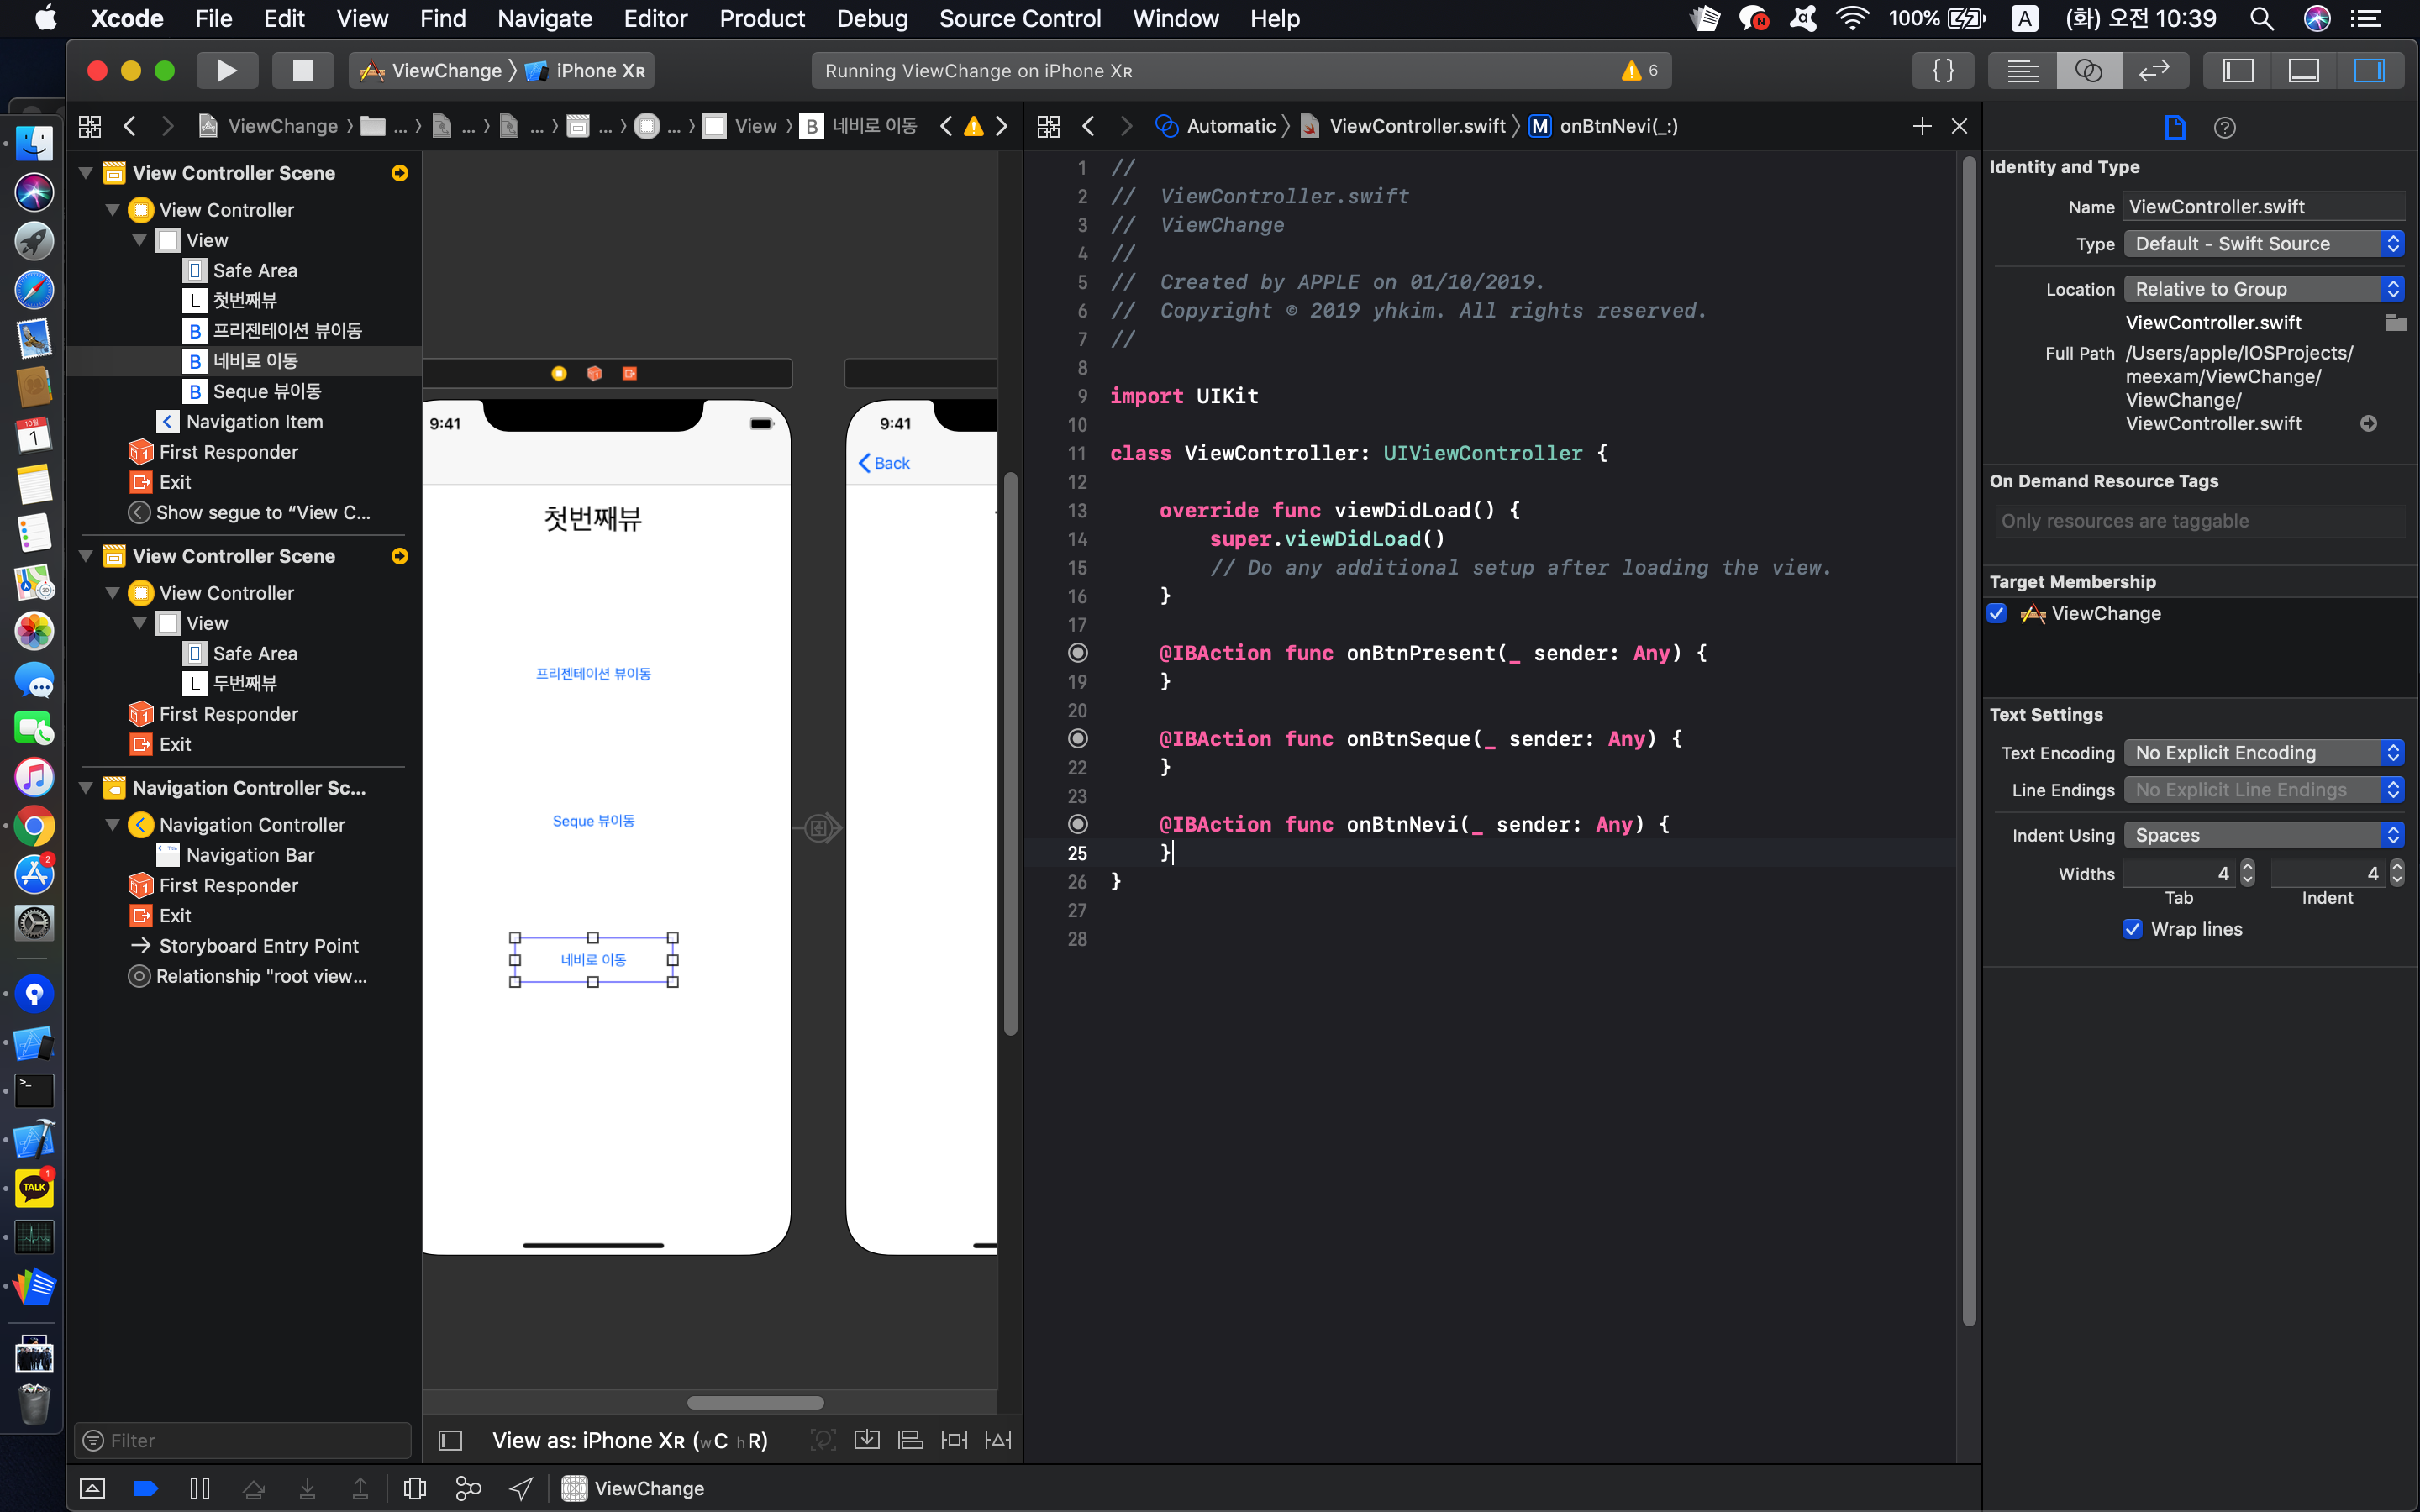 Xcode File Edit View Find Navigate Editor Product Debug Source Control Window Help 100% A (화) 오전 10:39
ViewChange 〉 iPhone XR
Running ViewChange on iPhone XR 6
{ }
ViewChange 〉 ... 〉 ... 〉 ... 〉 ... 〉 ... 〉 View 〉 B 네비로 이동
Automatic 〉 ViewController.swift 〉 M onBtnNevi(_:)
View Controller Scene
View Controller
View
Safe Area
L 첫번째뷰
B 프리젠테이션 뷰이동
B 네비로 이동
B Seque 뷰이동
Navigation Item
First Responder
Exit
Show segue to “View C...
View Controller Scene
View Controller
View
Safe Area
L 두번째뷰
First Responder
Exit
Navigation Controller Sc...
Navigation Controller
Navigation Bar
First Responder
Exit
Storyboard Entry Point
Relationship "root view...
Filter
9:41
첫번째뷰
프리젠테이션 뷰이동
Seque 뷰이동
네비로 이동
9:41
Back
View as: iPhone XR (wC hR)
1 //
2 //  ViewController.swift
3 //  ViewChange
4 //
5 //  Created by APPLE on 01/10/2019.
6 //  Copyright © 2019 yhkim. All rights reserved.
7 //
8
9 import UIKit
10
11 class ViewController: UIViewController {
12
13     override func viewDidLoad() {
14         super.viewDidLoad()
15         // Do any additional setup after loading the view.
16     }
17
@IBAction func onBtnPresent(_ sender: Any) {
19     }
20
@IBAction func onBtnSeque(_ sender: Any) {
22     }
23
@IBAction func onBtnNevi(_ sender: Any) {
25     }
26 }
27
28
Identity and Type
Name ViewController.swift
Type Default - Swift Source
Location Relative to Group
ViewController.swift
Full Path /Users/apple/IOSProjects/
meexam/ViewChange/
ViewChange/
ViewController.swift
On Demand Resource Tags
Only resources are taggable
Target Membership
ViewChange
Text Settings
Text Encoding No Explicit Encoding
Line Endings No Explicit Line Endings
Indent Using Spaces
Widths 4 4
Tab Indent
Wrap lines
ViewChange
10월
1
2
TALK
1